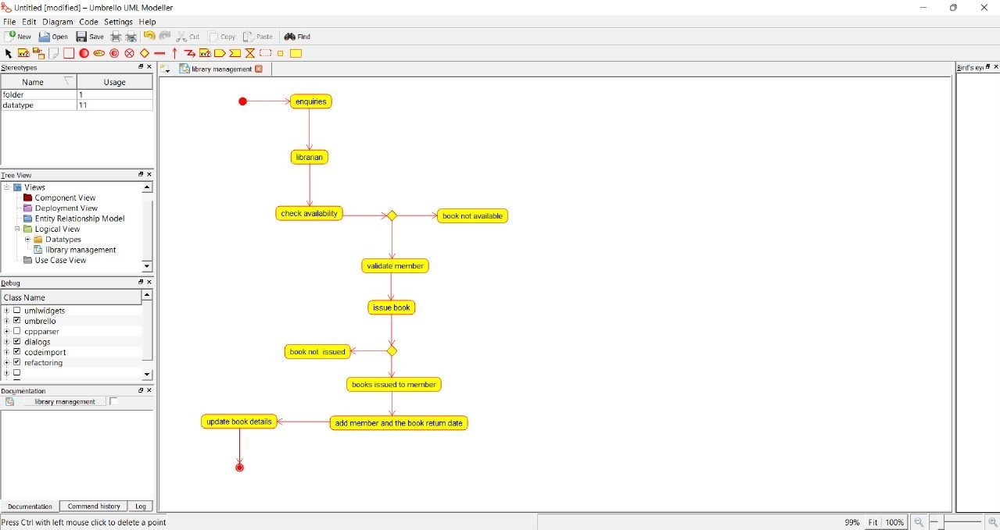 Untitled [modified] – Umbrello UML Modeller
File Edit Diagram Code Settings Help
New Open Save Cut Copy Paste Find
Stereotypes
library management
Bird's eye
Name Usage
folder 1
datatype 11
Tree View
Views
Component View
Deployment View
Entity Relationship Model
Logical View
Datatypes
library management
Use Case View
Debug
Class Name
umlwidgets
umbrello
cppparser
dialogs
codeimport
refactoring
Documentation
library management
Documentation Command history Log
enquiries
librarian
check availability
book not available
validate member
issue book
book not  issued
books issued to member
update book details
add member and the book return date
Press Ctrl with left mouse click to delete a point
99% Fit 100%